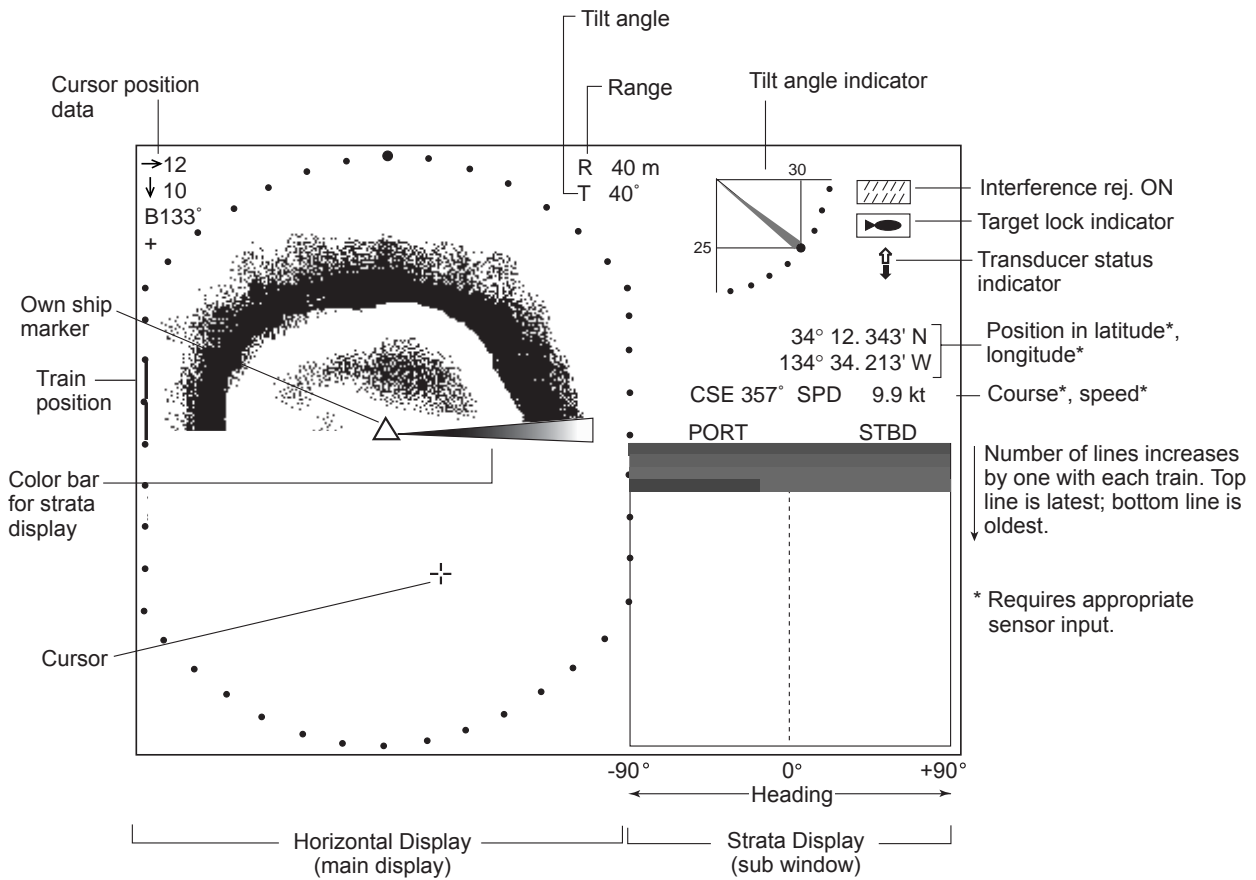 Tilt angle
Cursor position
data
Range
Tilt angle indicator
→12
↓ 10
B133°
+
R 40 m
T 40°
30
25
Interference rej. ON
Target lock indicator
Transducer status
indicator
Own ship
marker
Train
position
34° 12. 343' N
134° 34. 213' W
Position in latitude*,
longitude*
CSE 357° SPD 9.9 kt
Course*, speed*
PORT STBD
Color bar
for strata
display
Number of lines increases
by one with each train. Top
line is latest; bottom line is
oldest.
* Requires appropriate
sensor input.
Cursor
-90° 0° +90°
Heading
Horizontal Display
(main display)
Strata Display
(sub window)